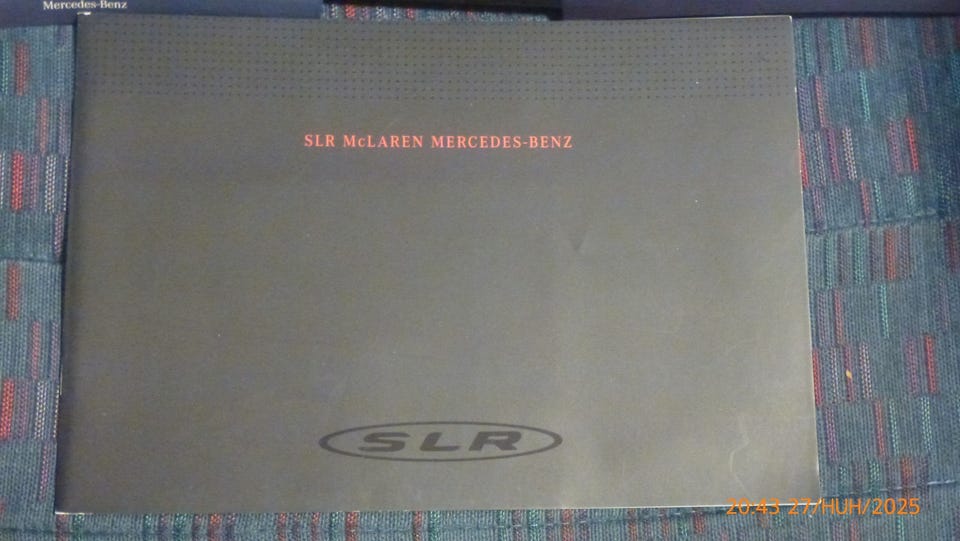 Mercedes-Benz
SLR McLAREN MERCEDES-BENZ
SLR
20:43 27/HUH/2025